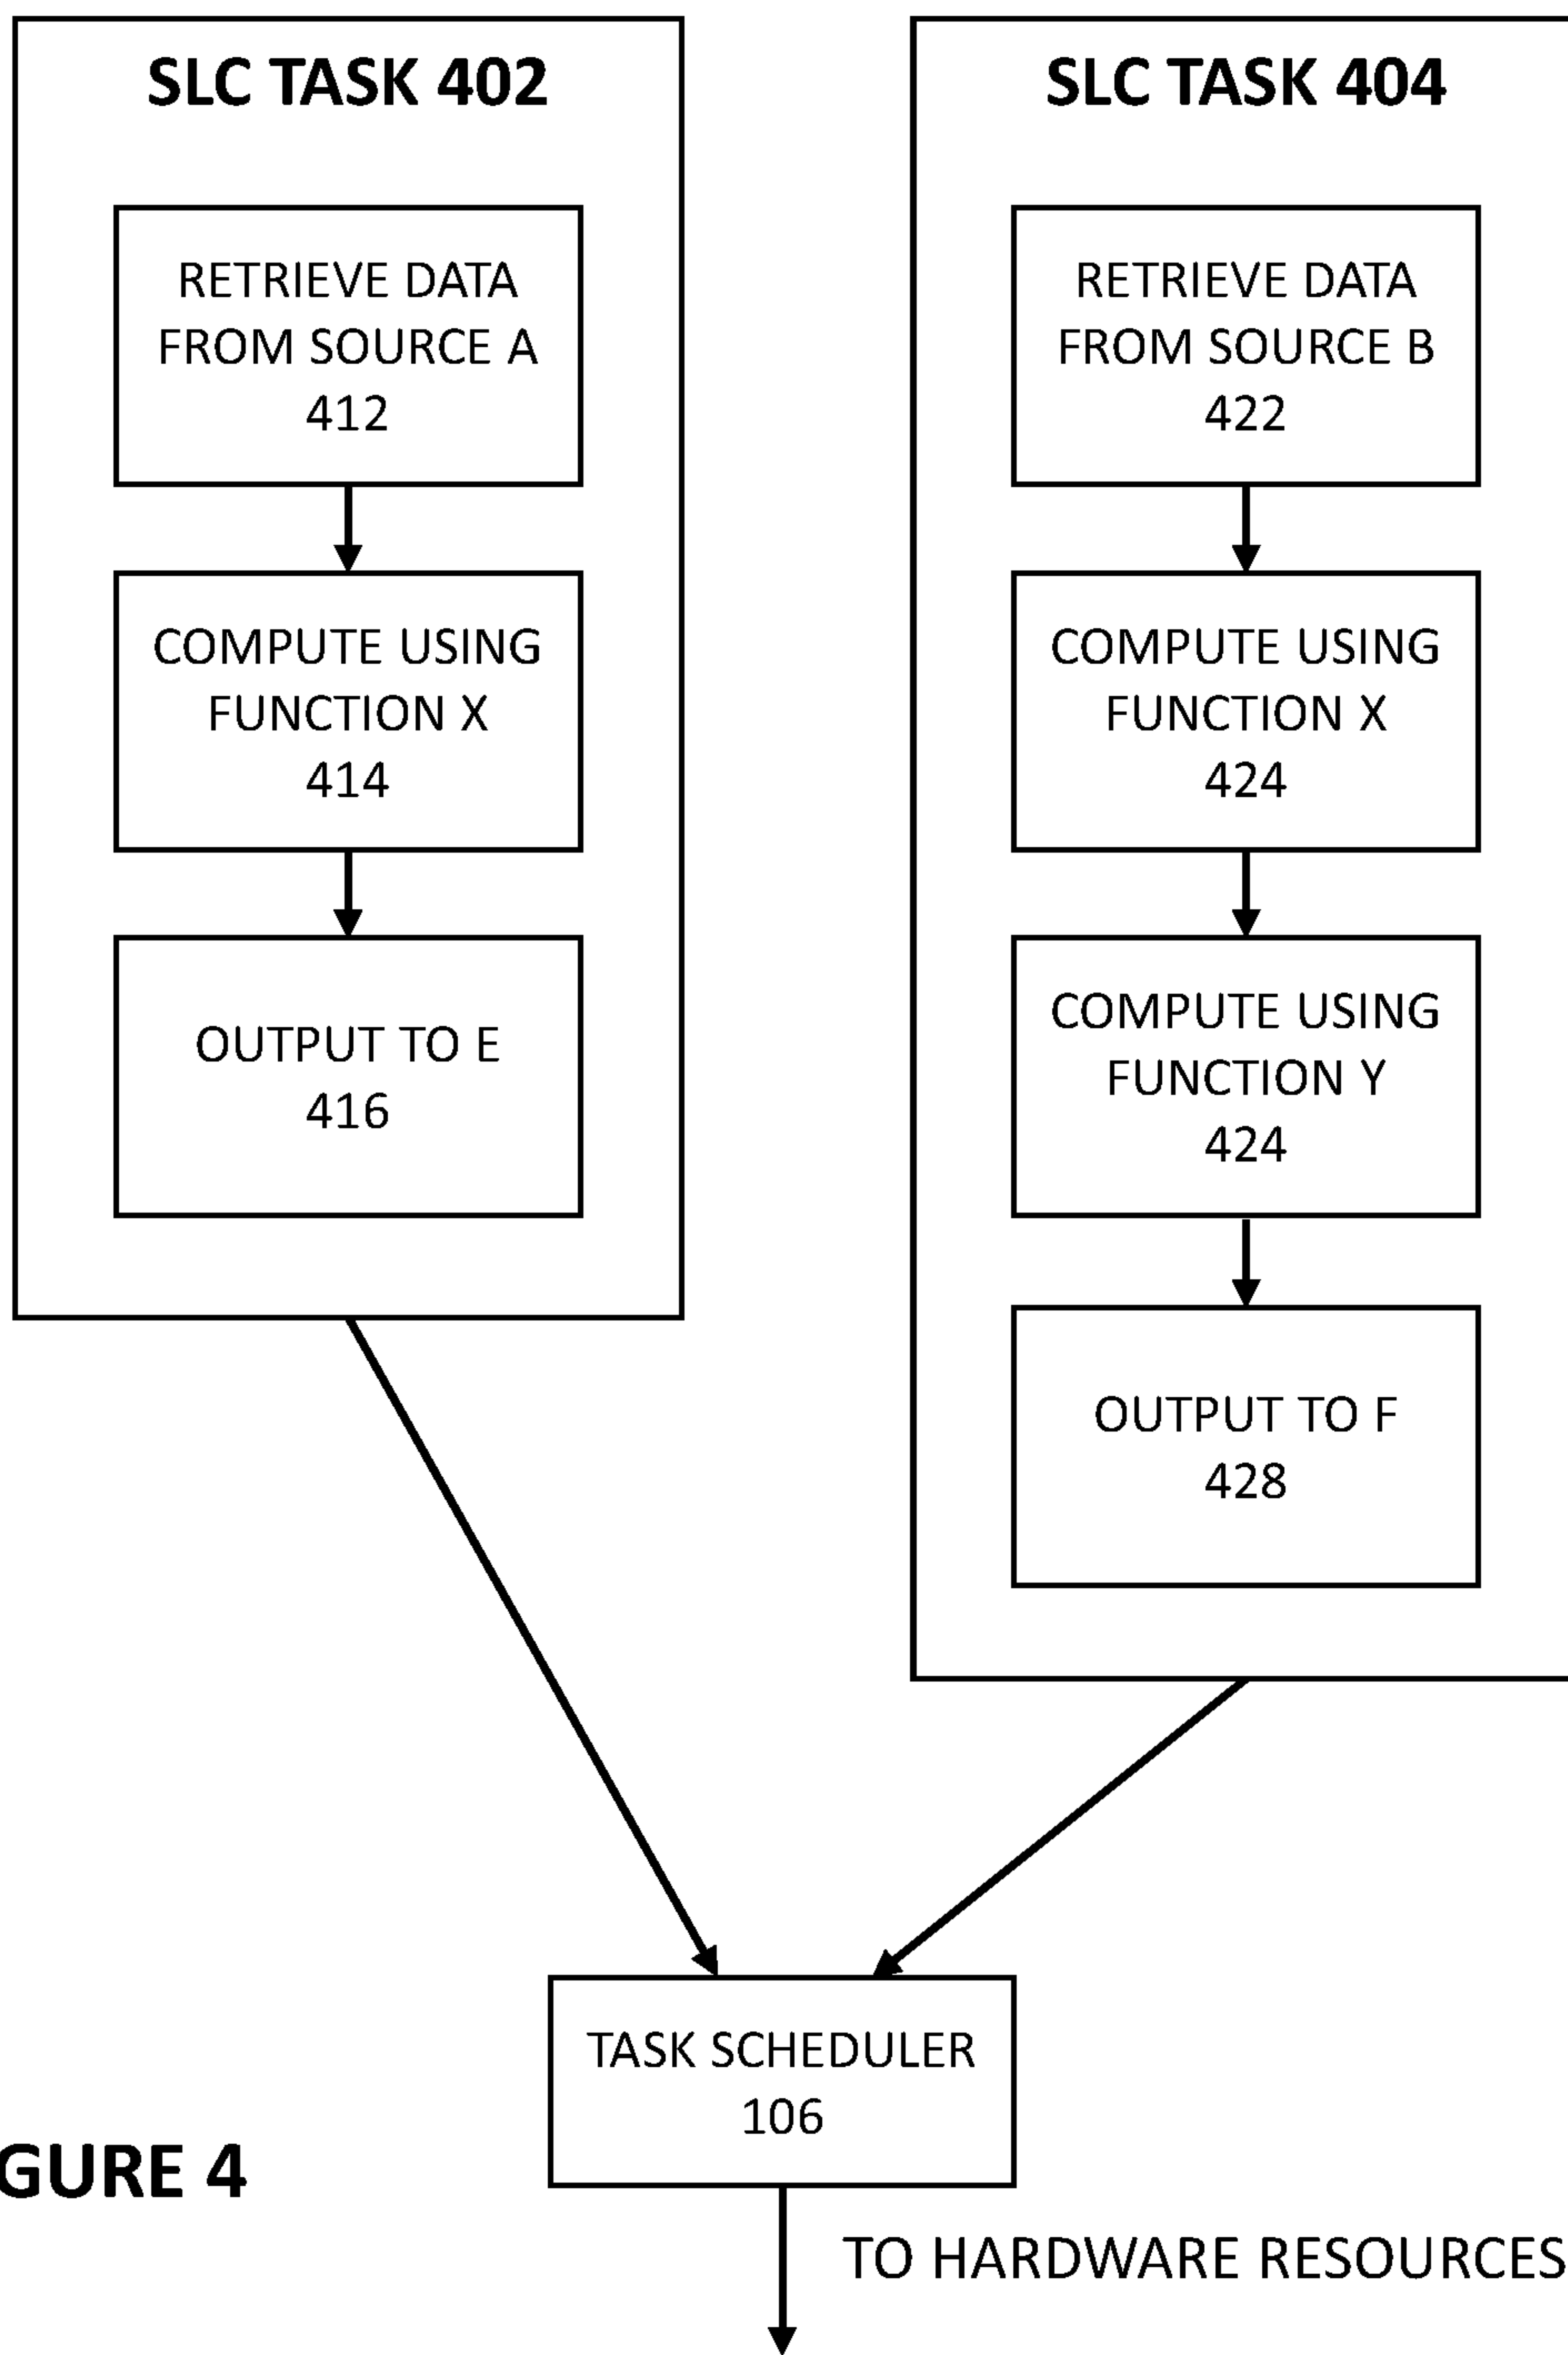 SLC TASK 402
RETRIEVE DATA
FROM SOURCE A
412
COMPUTE USING
FUNCTION X
414
OUTPUT TO E
416
SLC TASK 404
RETRIEVE DATA
FROM SOURCE B
422
COMPUTE USING
FUNCTION X
424
COMPUTE USING
FUNCTION Y
424
OUTPUT TO F
428
TASK SCHEDULER
106
GURE 4
TO HARDWARE RESOURCES